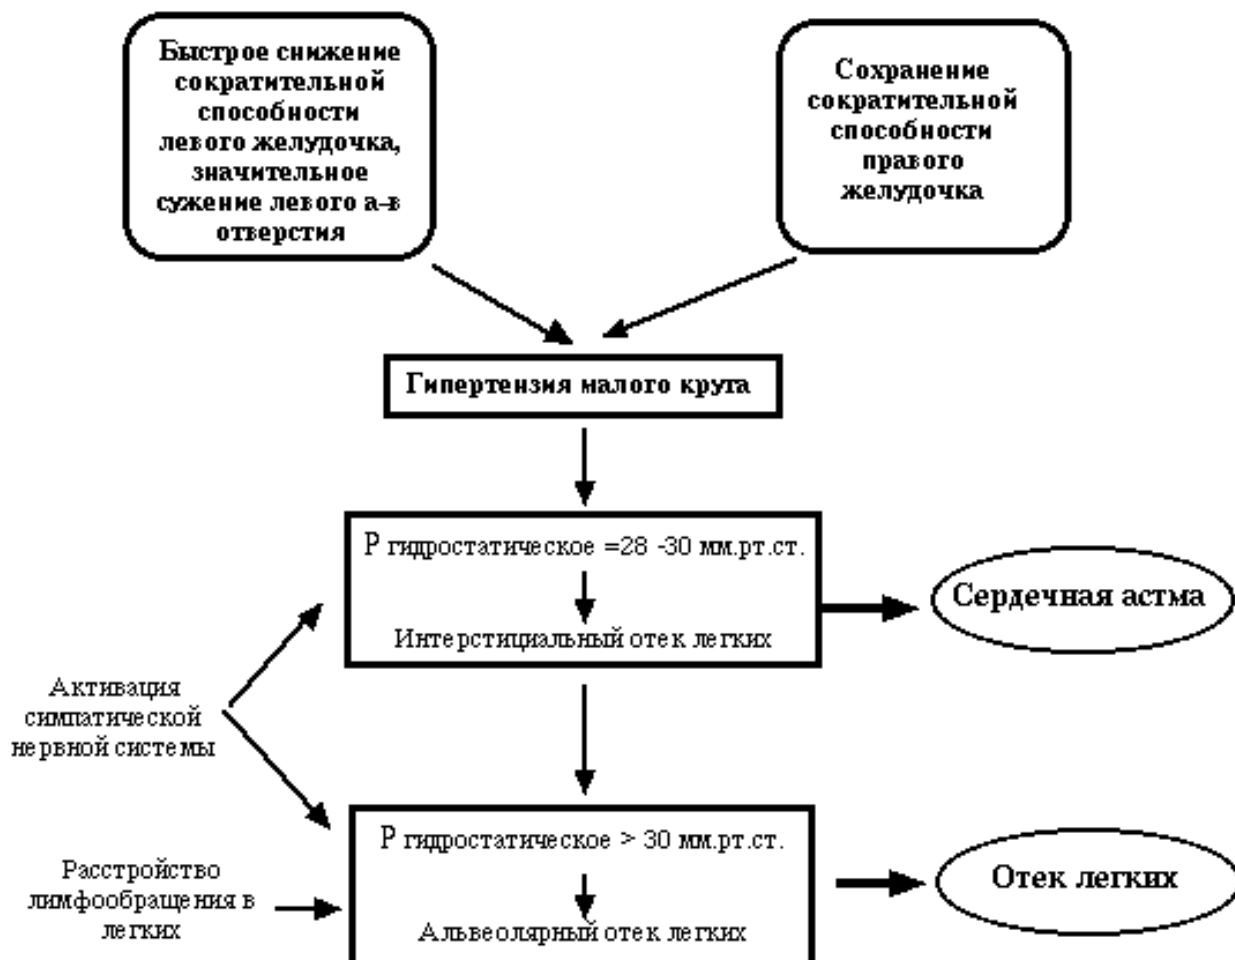 Быстрое снижение
сократительной
способности
левого желудочка,
значительное
сужение левого а-в
отверстия
Сохранение
сократительной
способности
правого
желудочка
Гипертензия малого круга
Р гидростатическое =28 -30 мм.рт.ст.
Интерстициальный отек легких
Сердечная астма
Активация
симпатической
нервной системы
Р гидростатическое > 30 мм.рт.ст.
Альвеолярный отек легких
Отек легких
Расстройство
лимфообращения в
легких